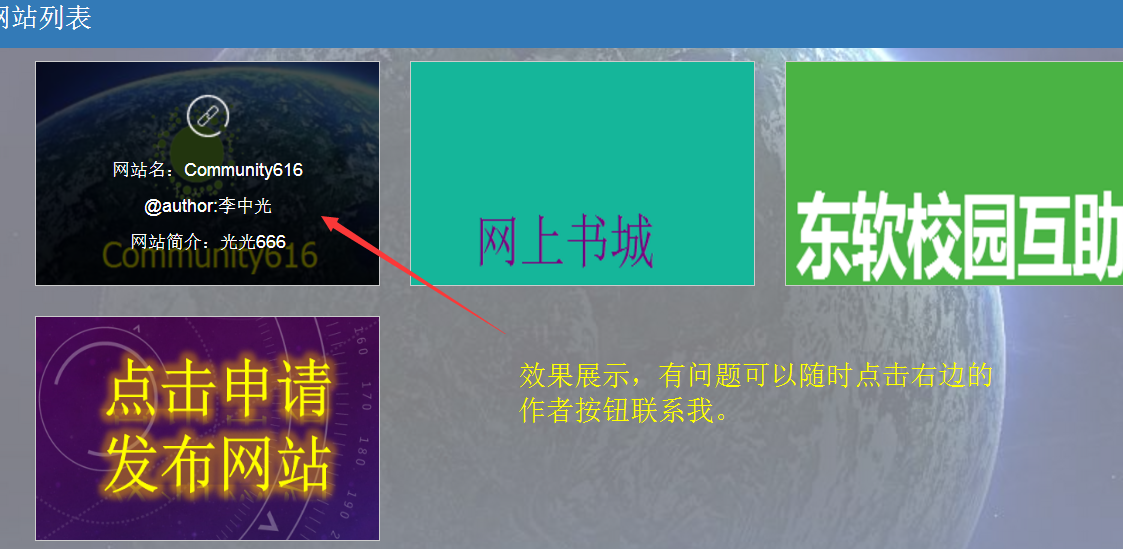 网站列表
网站名：Community616
@author:李中光
网站简介：光光666
Community616
网上书城
东软校园互助
点击申请
发布网站
160
170
180
190
效果展示，有问题可以随时点击右边的
作者按钮联系我。